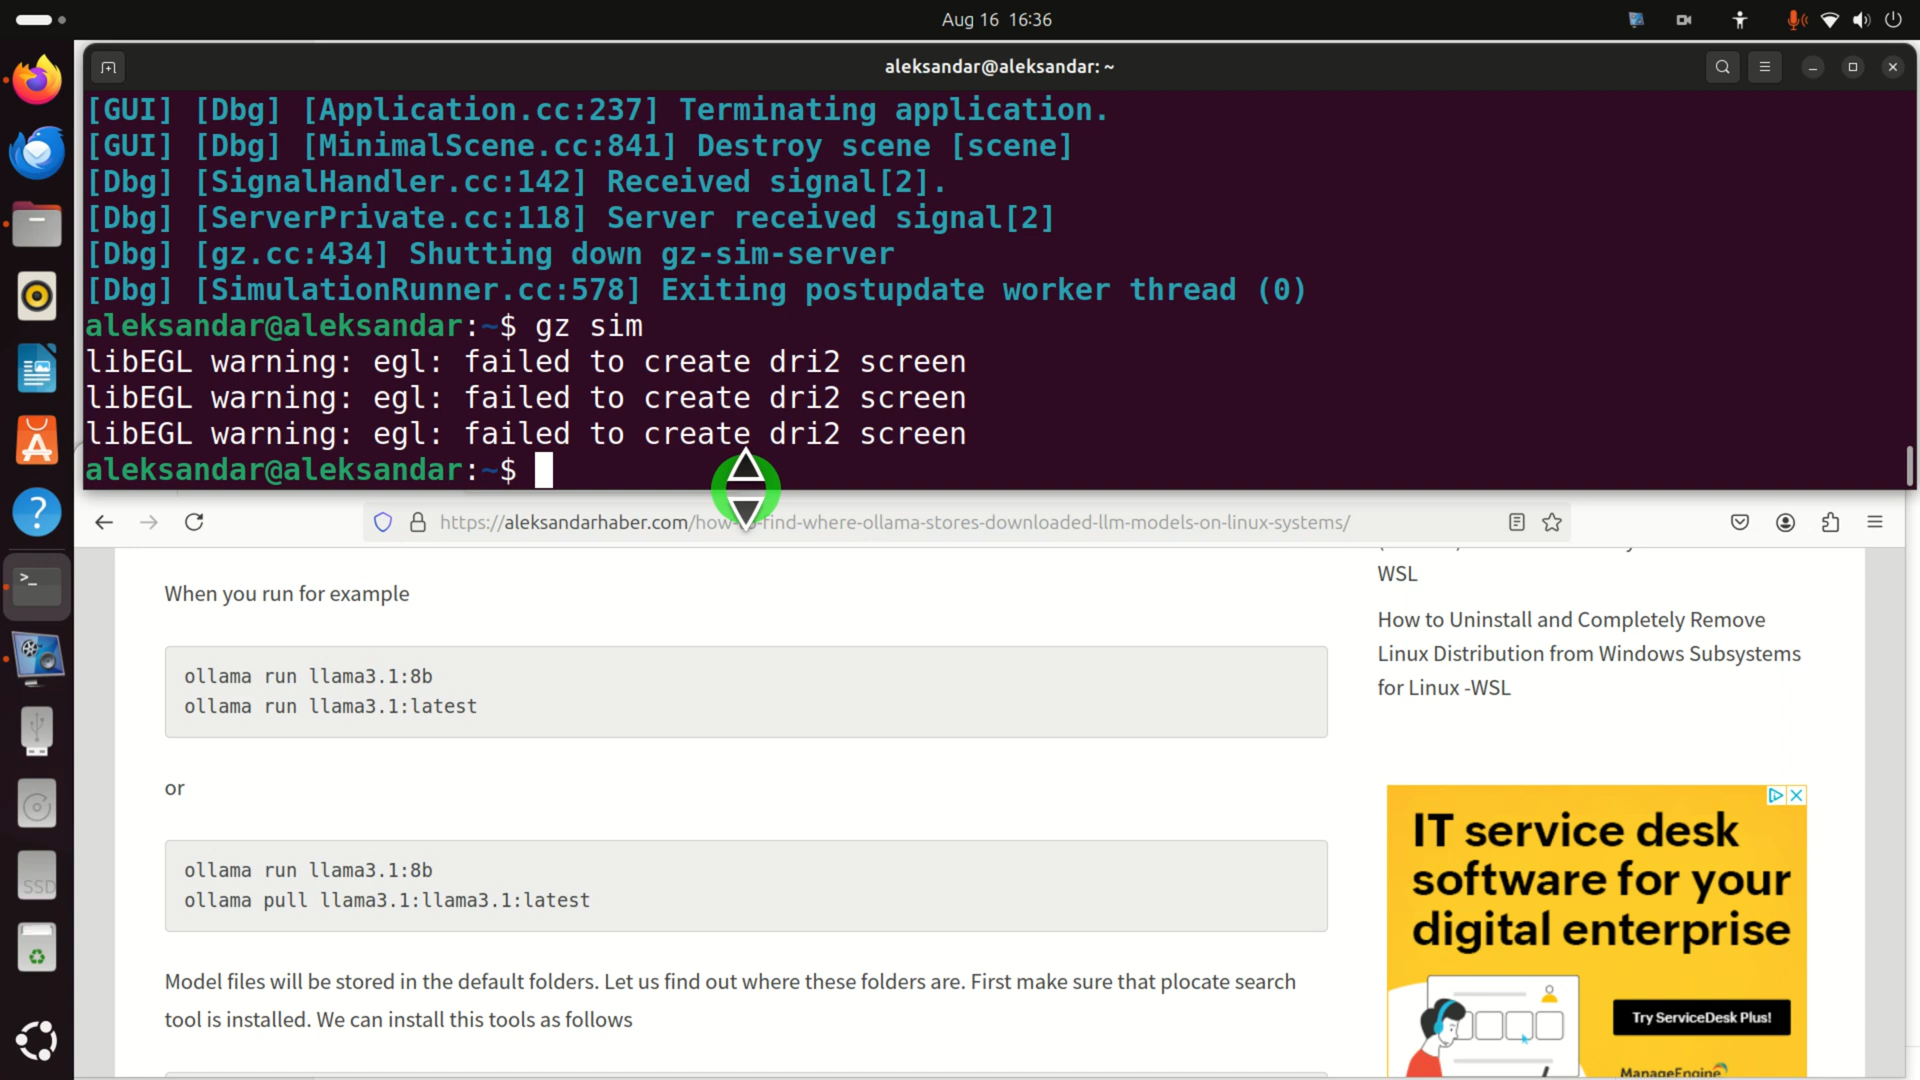 Aug 16 16:36
aleksandar@aleksandar: ~
[GUI] [Dbg] [Application.cc:237] Terminating application.
[GUI] [Dbg] [MinimalScene.cc:841] Destroy scene [scene]
[Dbg] [SignalHandler.cc:142] Received signal[2].
[Dbg] [ServerPrivate.cc:118] Server received signal[2]
[Dbg] [gz.cc:434] Shutting down gz-sim-server
[Dbg] [SimulationRunner.cc:578] Exiting postupdate worker thread (0)
aleksandar@aleksandar:~$ gz sim
libEGL warning: egl: failed to create dri2 screen
libEGL warning: egl: failed to create dri2 screen
libEGL warning: egl: failed to create dri2 screen
aleksandar@aleksandar:~$
https://aleksandarhaber.com/how-to-find-where-ollama-stores-downloaded-llm-models-on-linux-systems/
When you run for example
ollama run llama3.1:8b
ollama run llama3.1:latest
or
ollama run llama3.1:8b
ollama pull llama3.1:llama3.1:latest
Model files will be stored in the default folders. Let us find out where these folders are. First make sure that plocate search
tool is installed. We can install this tools as follows
WSL
How to Uninstall and Completely Remove
Linux Distribution from Windows Subsystems
for Linux -WSL
IT service desk
software for your
digital enterprise
Try ServiceDesk Plus!
ManageEngine
SSD